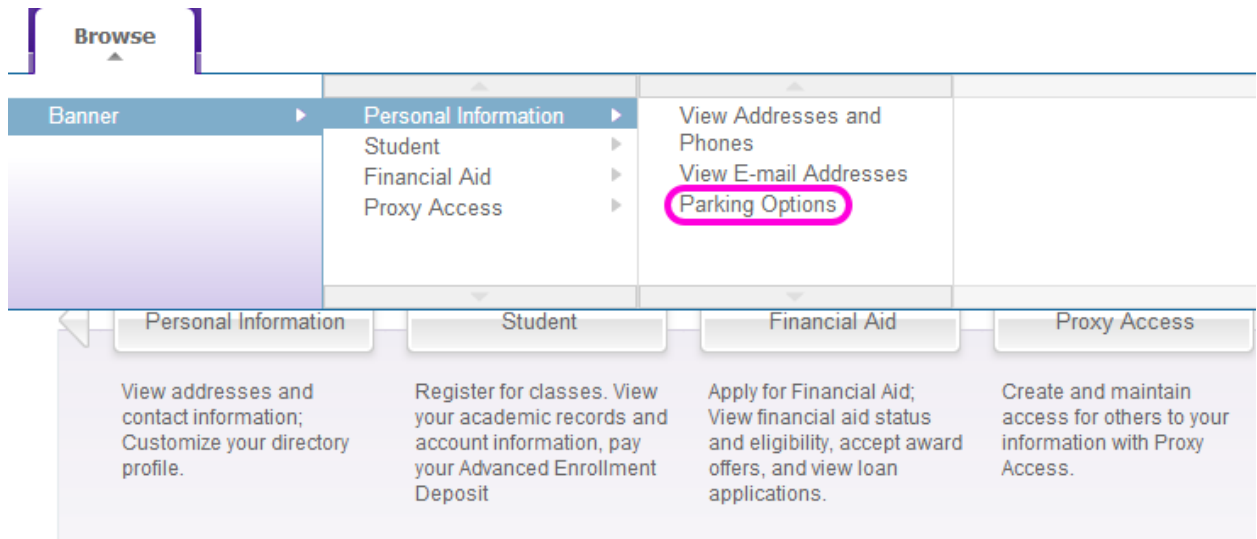 Browse
Banner
Personal Information
Student
Financial Aid
Proxy Access
View Addresses and
Phones
View E-mail Addresses
Parking Options
Personal Information
Student
Financial Aid
Proxy Access
View addresses and
contact information;
Customize your directory
profile.
Register for classes. View
your academic records and
account information, pay
your Advanced Enrollment
Deposit
Apply for Financial Aid;
View financial aid status
and eligibility, accept award
offers, and view loan
applications.
Create and maintain
access for others to your
information with Proxy
Access.